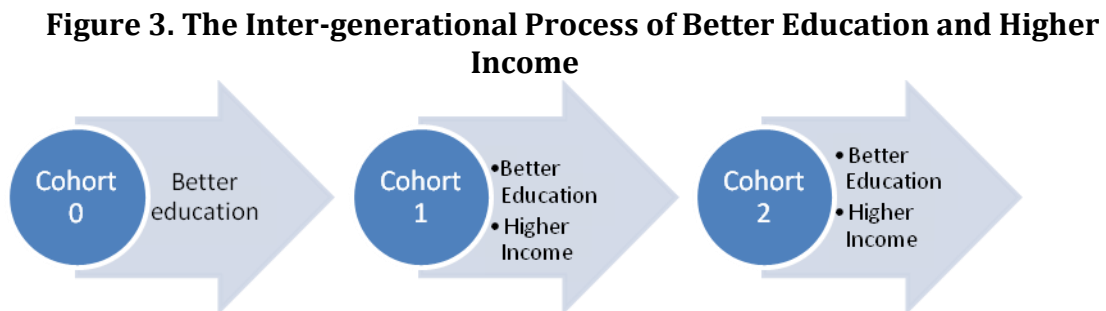 Figure 3. The Inter-generational Process of Better Education and Higher
Income
Cohort
0
Better
education
Cohort
1
•Better
Education
• Higher
Income
Cohort
2
• Better
Education
• Higher
Income